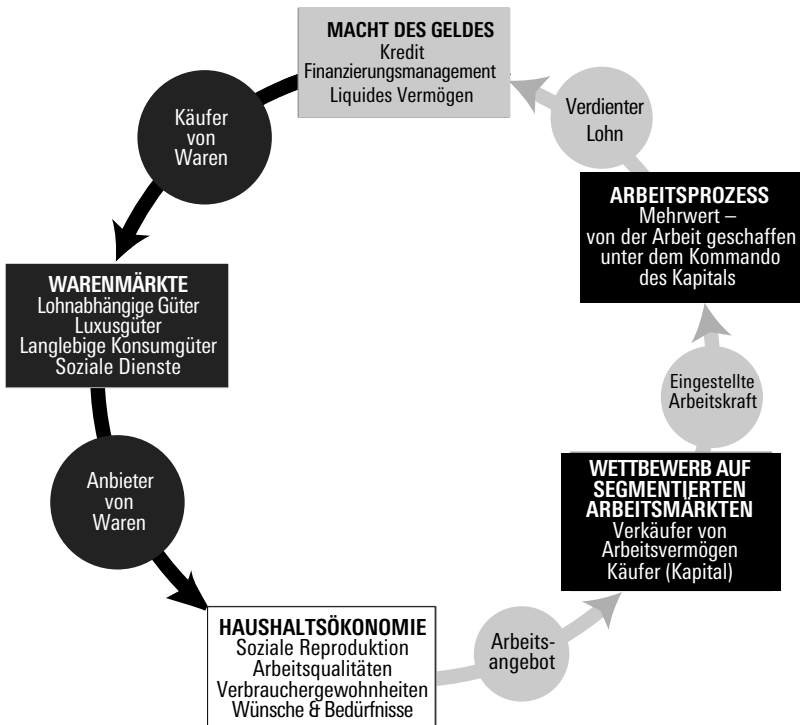 MACHT DES GELDES
Kredit
Finanzierungsmanagement
Liquides Vermögen
Käufer
von
Waren
Verdienter
Lohn
ARBEITSPROZESS
Mehrwert –
von der Arbeit geschaffen
unter dem Kommando
des Kapitals
WARENMÄRKTE
Lohnabhängige Güter
Luxusgüter
Langlebige Konsumgüter
Soziale Dienste
Eingestellte
Arbeitskraft
Anbieter
von
Waren
WETTBEWERB AUF
SEGMENTIERTEN
ARBEITSMÄRKTEN
Verkäufer von
Arbeitsvermögen
Käufer (Kapital)
HAUSHALTSÖKONOMIE
Soziale Reproduktion
Arbeitsqualitäten
Verbrauchergewohnheiten
Wünsche & Bedürfnisse
Arbeits-
angebot